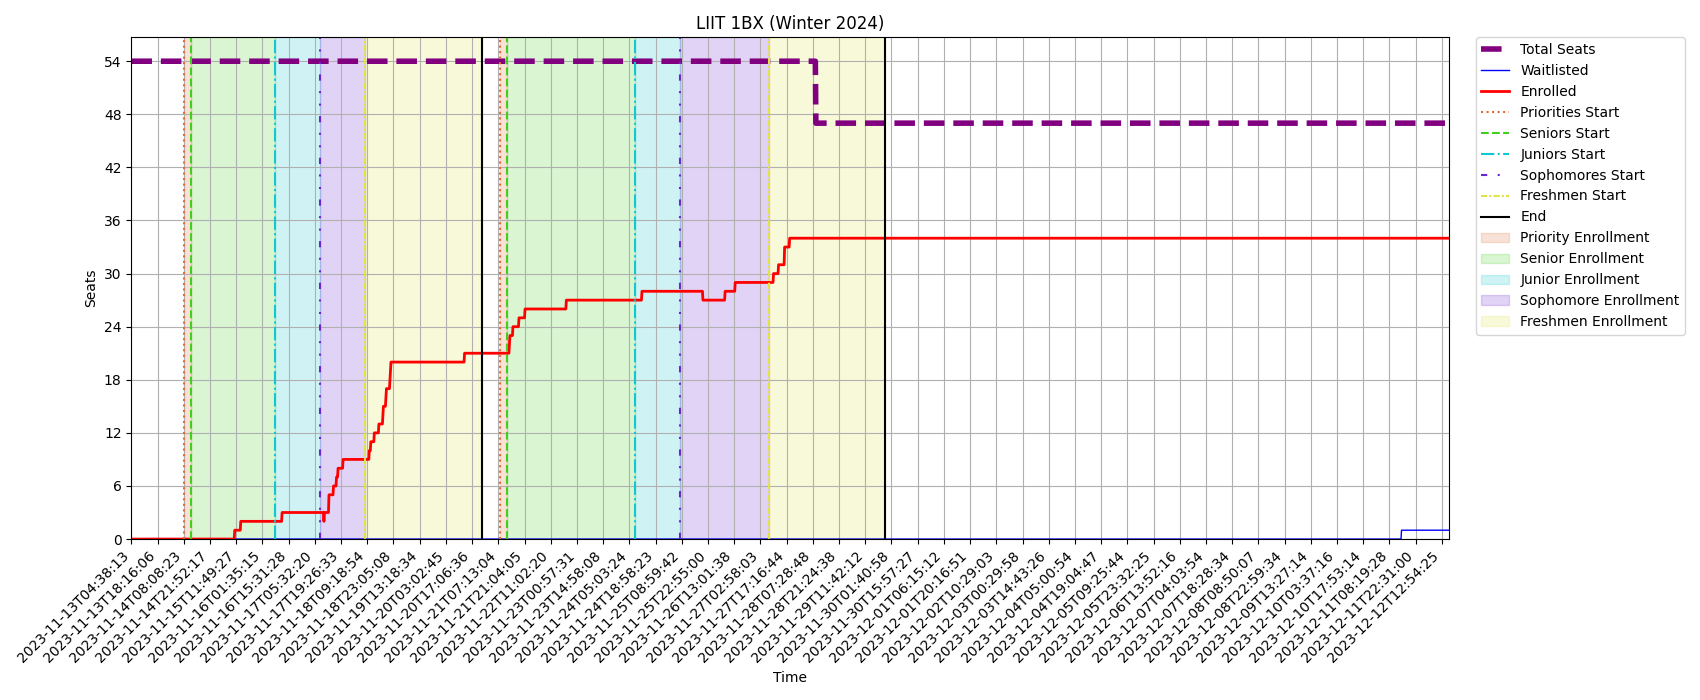 LIIT 1BX (Winter 2024)
Seats
54
48
42
36
30
24
18
12
6
0
2023-11-13T04:38:13
2023-11-13T18:16:06
2023-11-14T08:08:23
2023-11-14T21:52:17
2023-11-15T11:49:27
2023-11-16T01:35:15
2023-11-16T15:31:28
2023-11-17T05:32:20
2023-11-17T19:26:33
2023-11-18T09:18:54
2023-11-18T23:05:08
2023-11-19T13:18:34
2023-11-20T03:02:45
2023-11-20T17:06:36
2023-11-21T07:13:04
2023-11-21T21:04:05
2023-11-22T11:02:20
2023-11-23T00:57:31
2023-11-23T14:58:08
2023-11-24T05:03:24
2023-11-24T18:58:23
2023-11-25T08:59:42
2023-11-25T22:55:00
2023-11-26T13:01:38
2023-11-27T02:58:03
2023-11-27T17:16:44
2023-11-28T07:28:48
2023-11-28T21:24:38
2023-11-29T11:42:12
2023-11-30T01:40:58
2023-11-30T15:57:27
2023-12-01T06:15:12
2023-12-01T20:16:51
2023-12-02T10:29:03
2023-12-03T00:29:58
2023-12-03T14:43:26
2023-12-04T05:00:54
2023-12-04T19:04:47
2023-12-05T09:25:44
2023-12-05T23:32:25
2023-12-06T13:52:16
2023-12-07T04:03:54
2023-12-07T18:28:34
2023-12-08T08:50:07
2023-12-08T22:59:34
2023-12-09T13:27:14
2023-12-10T03:37:16
2023-12-10T17:53:14
2023-12-11T08:19:28
2023-12-11T22:31:00
2023-12-12T12:54:25
Time
Total Seats
Waitlisted
Enrolled
Priorities Start
Seniors Start
Juniors Start
Sophomores Start
Freshmen Start
End
Priority Enrollment
Senior Enrollment
Junior Enrollment
Sophomore Enrollment
Freshmen Enrollment